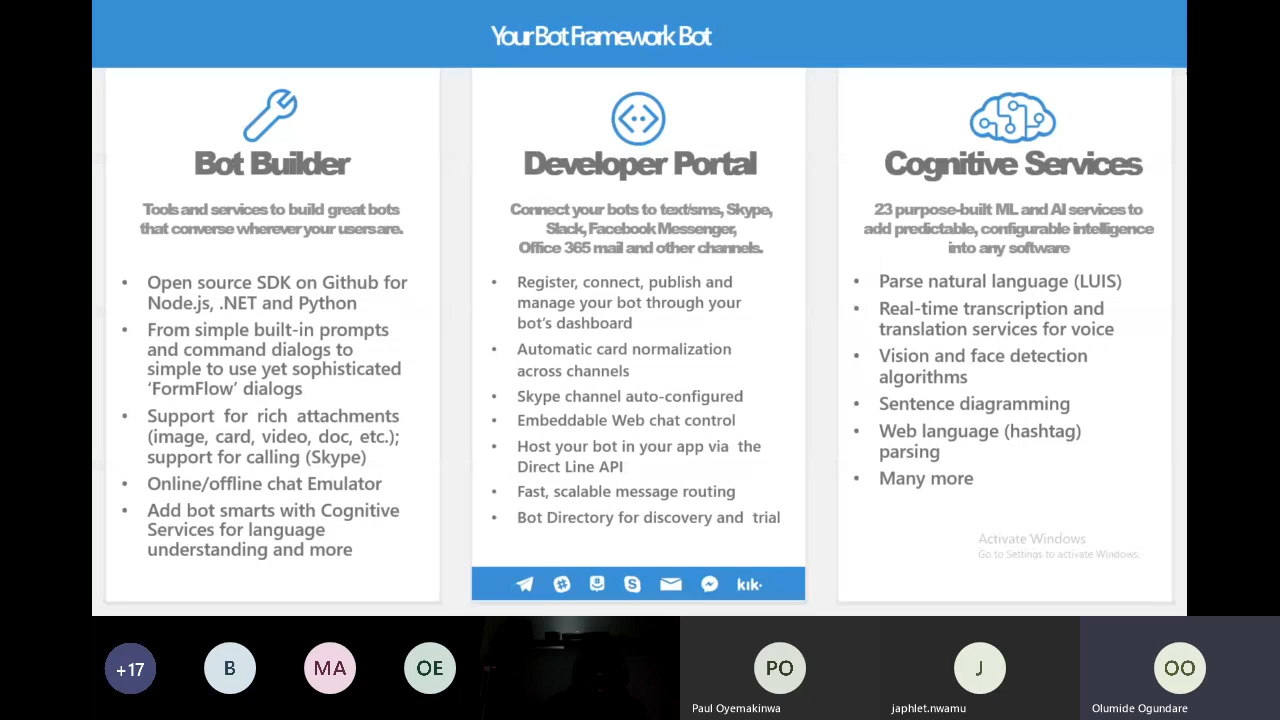 Your Bot Framework Bot
Bot Builder
Tools and services to build great bots
that converse wherever your users are.
• Open source SDK on Github for
Node.js, .NET and Python
• From simple built-in prompts
and command dialogs to
simple to use yet sophisticated
‘FormFlow’ dialogs
• Support for rich attachments
(image, card, video, doc, etc.);
support for calling (Skype)
• Online/offline chat Emulator
• Add bot smarts with Cognitive
Services for language
understanding and more
Developer Portal
Connect your bots to text/sms, Skype,
Slack, Facebook Messenger,
Office 365 mail and other channels.
• Register, connect, publish and
manage your bot through your
bot’s dashboard
• Automatic card normalization
across channels
• Skype channel auto-configured
• Embeddable Web chat control
• Host your bot in your app via the
Direct Line API
• Fast, scalable message routing
• Bot Directory for discovery and trial
kik·
Cognitive Services
23 purpose-built ML and AI services to
add predictable, configurable intelligence
into any software
• Parse natural language (LUIS)
• Real-time transcription and
translation services for voice
• Vision and face detection
algorithms
• Sentence diagramming
• Web language (hashtag)
parsing
• Many more
Activate Windows
Go to Settings to activate Windows.
+17
B
MA
OE
PO
Paul Oyemakinwa
J
japhlet.nwamu
OO
Olumide Ogundare